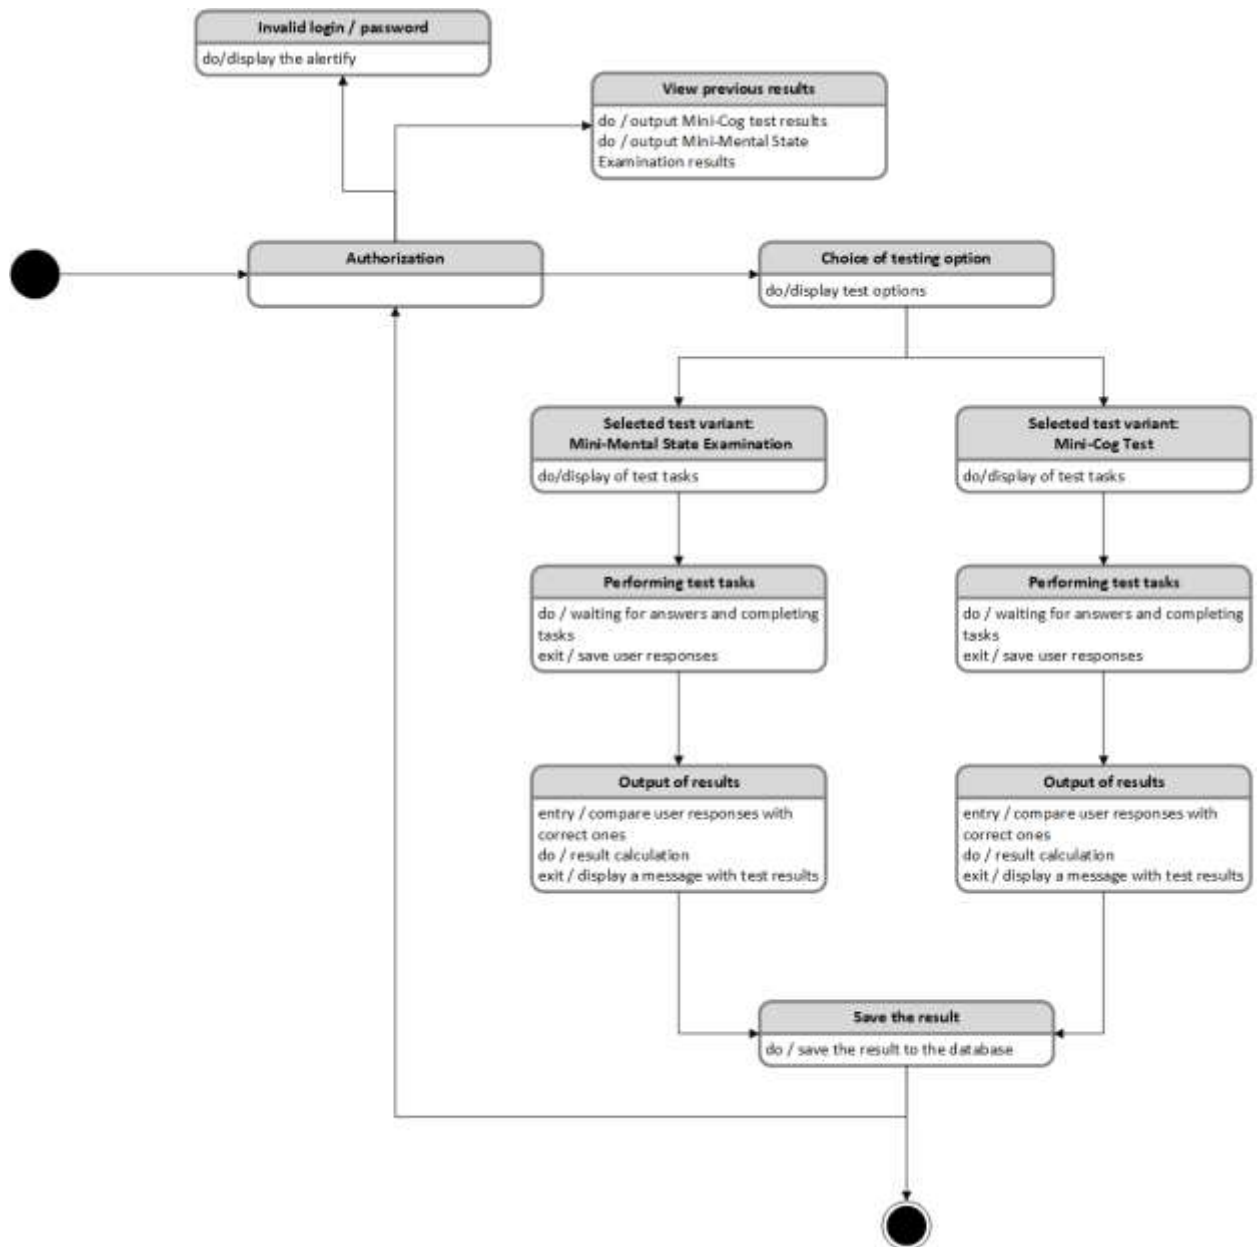 Invalid login / password
do/display the alertify
View previous results
do / output Mini-Cog test results
do / output Mini-Mental State
Examination results
Authorization
Choice of testing option
do/display test options
Selected test variant:
Mini-Mental State Examination
do/display of test tasks
Selected test variant:
Mini-Cog Test
do/display of test tasks
Performing test tasks
do / waiting for answers and completing
tasks
exit / save user responses
Performing test tasks
do / waiting for answers and completing
tasks
exit / save user responses
Output of results
entry / compare user responses with
correct ones
do / result calculation
exit / display a message with test results
Output of results
entry / compare user responses with
correct ones
do / result calculation
exit / display a message with test results
Save the result
do / save the result to the database